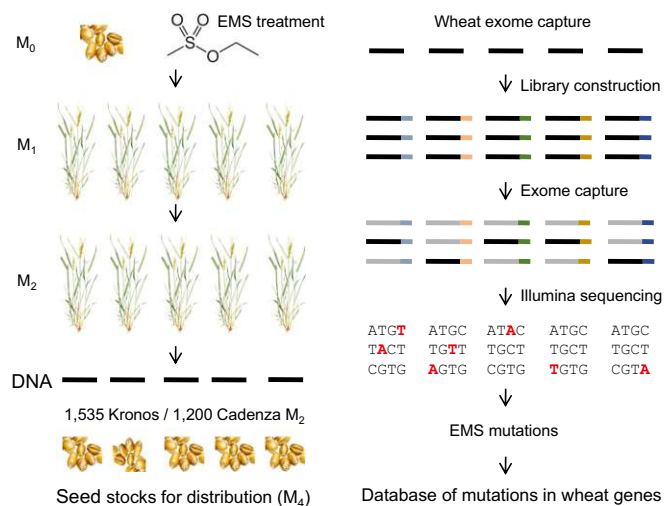 M0
EMS treatment
O
O
S
O
M1
M2
DNA
1,535 Kronos / 1,200 Cadenza M2
Seed stocks for distribution (M4)
Wheat exome capture
Library construction
Exome capture
Illumina sequencing
ATGT ATGC ATAC ATGC ATGC
TACT TGTT TGCT TGCT TGCT
CGTG AGTG CGTG TGTG CGTA
EMS mutations
Database of mutations in wheat genes